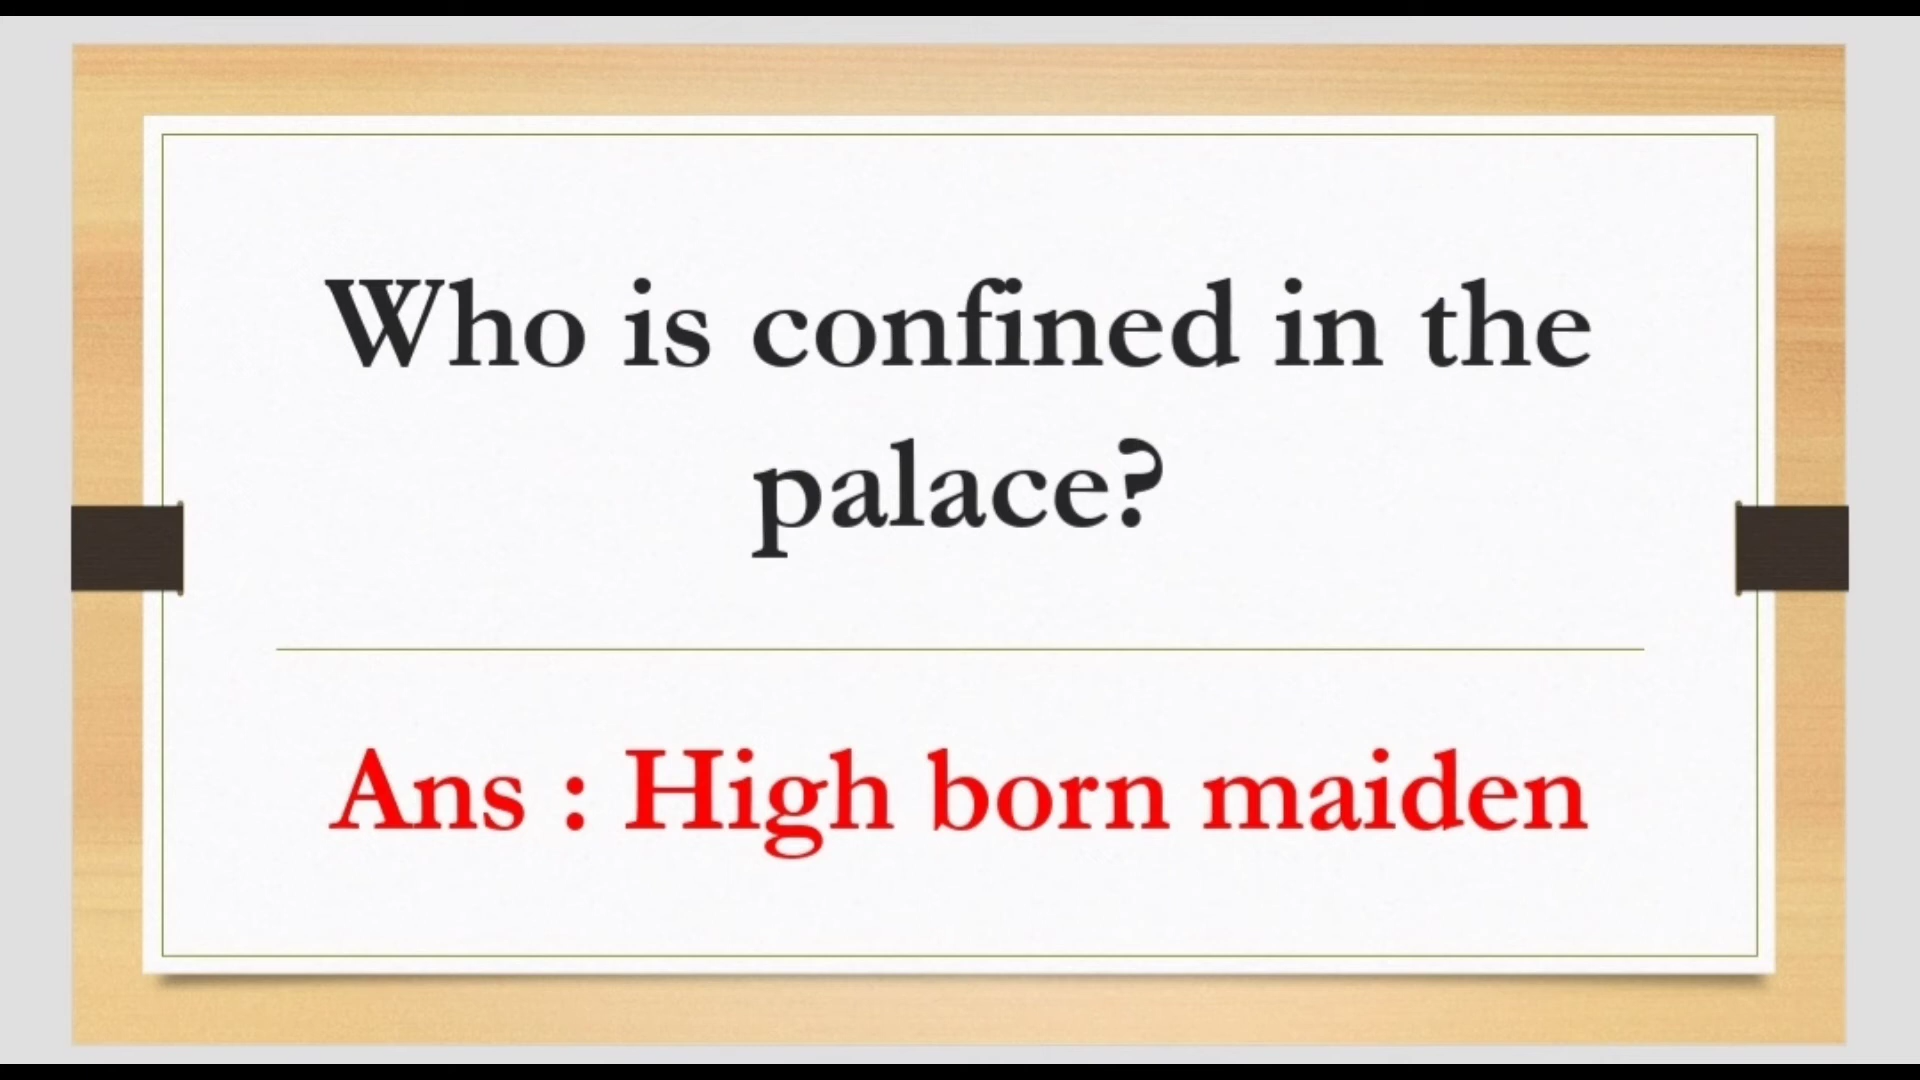 Who is confined in the
palace?
Ans : High born maiden